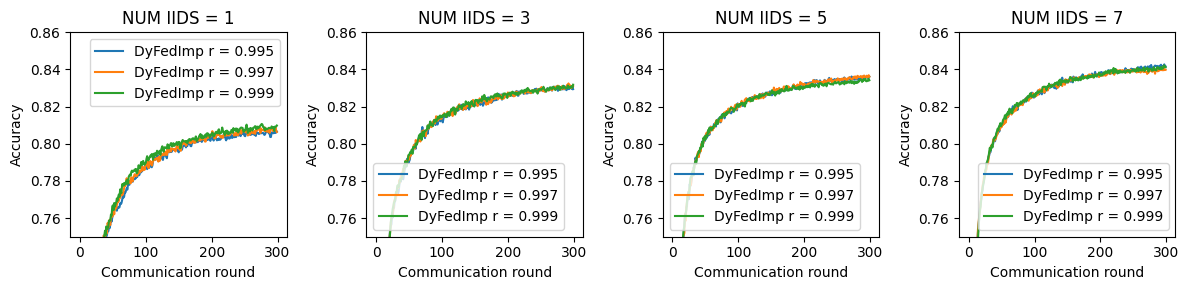 NUM IIDS = 1
0.86
0.84
0.82
0.80
0.78
0.76
Accuracy
DyFedImp r = 0.995
DyFedImp r = 0.997
DyFedImp r = 0.999
0
100
200
300
Communication round
NUM IIDS = 3
0.86
0.84
0.82
0.80
0.78
0.76
Accuracy
DyFedImp r = 0.995
DyFedImp r = 0.997
DyFedImp r = 0.999
0
100
200
300
Communication round
NUM IIDS = 5
0.86
0.84
0.82
0.80
0.78
0.76
Accuracy
DyFedImp r = 0.995
DyFedImp r = 0.997
DyFedImp r = 0.999
0
100
200
300
Communication round
NUM IIDS = 7
0.86
0.84
0.82
0.80
0.78
0.76
Accuracy
DyFedImp r = 0.995
DyFedImp r = 0.997
DyFedImp r = 0.999
0
100
200
300
Communication round